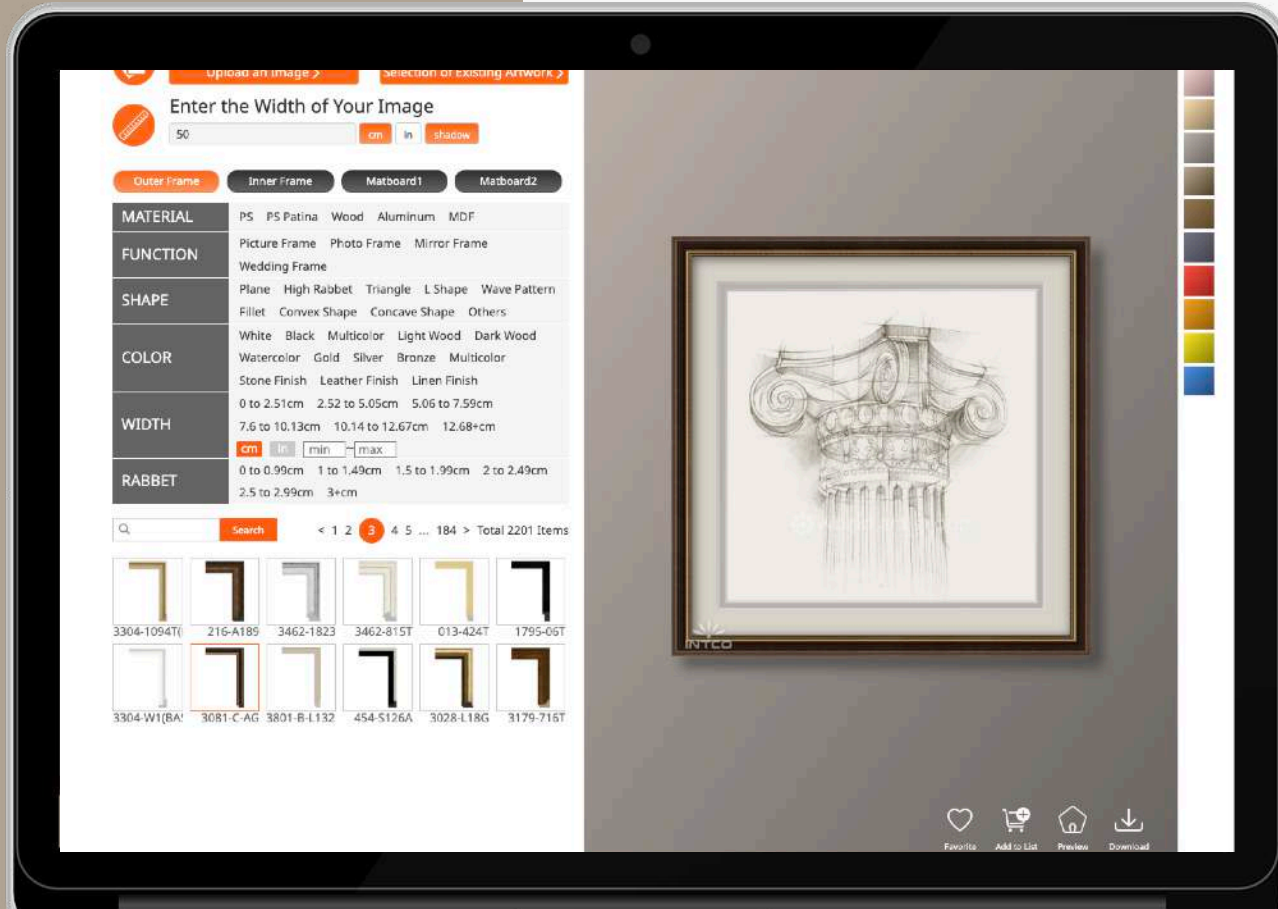 Upload an Image >
Selection of Existing Artwork >
Enter the Width of Your Image
50
cm
in
shadow
Outer Frame
Inner Frame
Matboard1
Matboard2
MATERIAL
PS PS Patina Wood Aluminum MDF
FUNCTION
Picture Frame Photo Frame Mirror Frame
Wedding Frame
SHAPE
Plane High Rabbet Triangle L Shape Wave Pattern
Fillet Convex Shape Concave Shape Others
COLOR
White Black Multicolor Light Wood Dark Wood
Watercolor Gold Silver Bronze Multicolor
Stone Finish Leather Finish Linen Finish
WIDTH
0 to 2.51cm 2.52 to 5.05cm 5.06 to 7.59cm
7.6 to 10.13cm 10.14 to 12.67cm 12.68+cm
cm in min ~ max
RABBET
0 to 0.99cm 1 to 1.49cm 1.5 to 1.99cm 2 to 2.49cm
2.5 to 2.99cm 3+cm
Search
< 1 2 3 4 5 ... 184 > Total 2201 Items
3304-1094T( 216-A189 3462-1823 3462-815T 013-424T 1795-06T
3304-W1(BA 3081-C-AG 3801-B-L132 454-S126A 3028-L18G 3179-716T
INTCO
Favorite
Add to List
Preview
Download